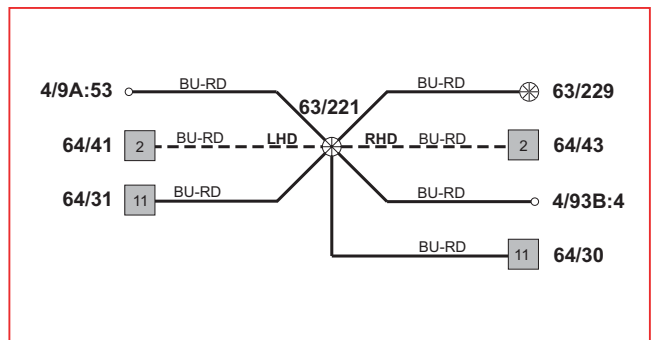 4/9A:53 BU-RD 63/221 BU-RD 63/229
64/41 2 BU-RD LHD RHD BU-RD 2 64/43
64/31 11 BU-RD BU-RD 4/93B:4
BU-RD 11 64/30